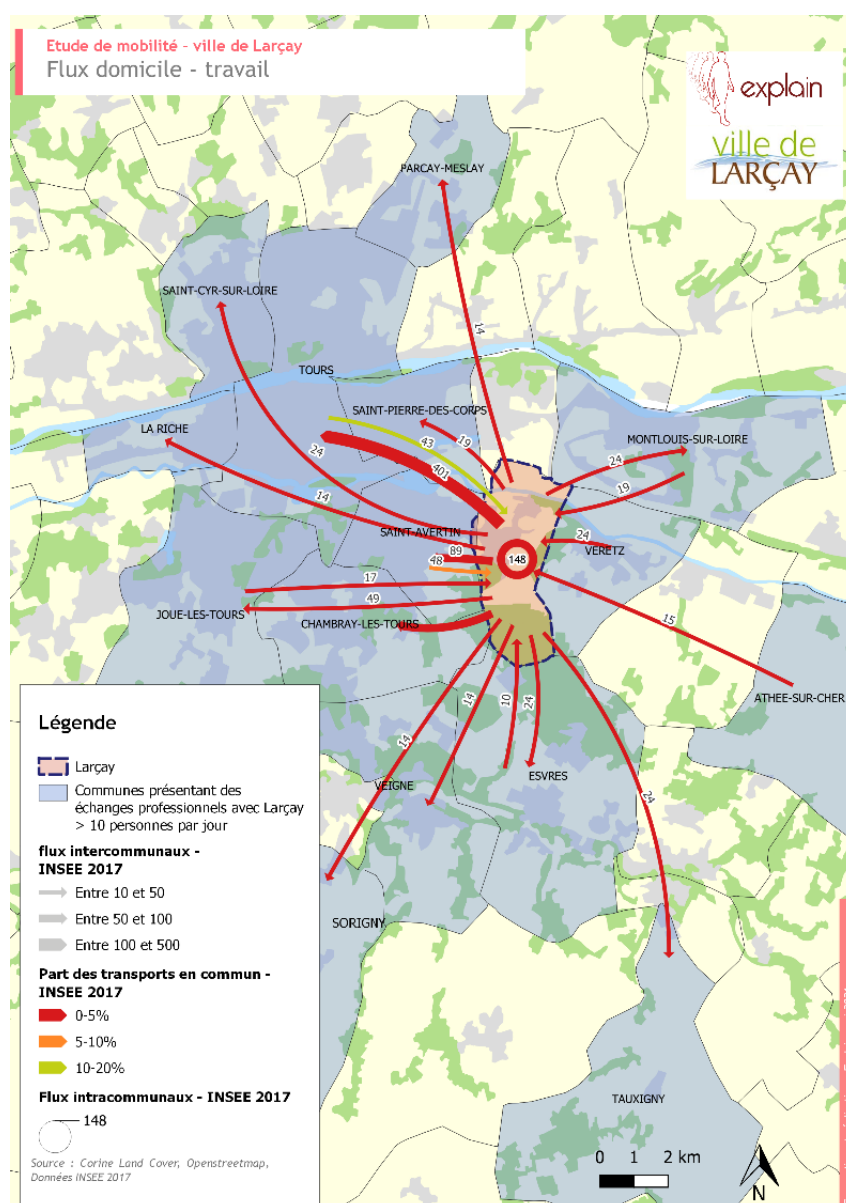 Etude de mobilité - ville de Larçay
Flux domicile - travail
explain
ville de
LARÇAY
PARCAY-MESLAY
14
SAINT-CYR-SUR-LOIRE
TOURS
SAINT-PIERRE-DES-CORPS
LA RICHE
43
19
401
MONTLOUIS-SUR-LOIRE
24
19
24
14
SAINT-AVERTIN
89
48
148
24
VERETZ
17
49
JOUE-LES-TOURS
CHAMBRAY-LES-TOURS
15
ATHEE-SUR-CHER
14
14
10
24
24
VEIGNE
ESVRES
SORIGNY
TAUXIGNY
Légende
Larçay
Communes présentant des
échanges professionnels avec Larçay
> 10 personnes par jour
flux intercommunaux -
INSEE 2017
Entre 10 et 50
Entre 50 et 100
Entre 100 et 500
Part des transports en commun -
INSEE 2017
0-5%
5-10%
10-20%
Flux intracommunaux - INSEE 2017
148
Source : Corine Land Cover, Openstreetmap,
Données INSEE 2017
0 1 2 km
N